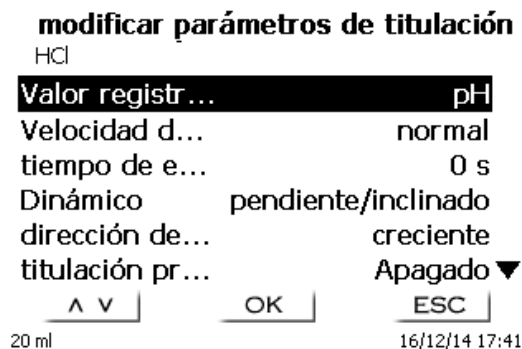 modificar parámetros de titulación
HCl
Valor registr... pH
Velocidad d... normal
tiempo de e... 0 s
Dinámico pendiente/inclinado
dirección de... creciente
titulación pr... Apagado ▼
∧ ∨ OK ESC
20 ml 16/12/14 17:41